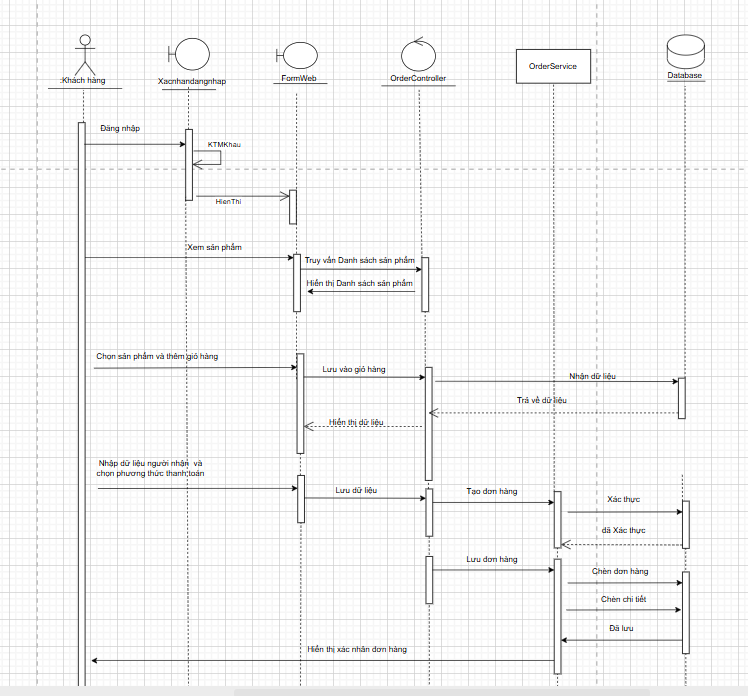 :Khách hàng
Xacnhandangnhap
FormWeb
OrderController
OrderService
Database
Đăng nhập
KTMKhau
HienThi
Xem sản phẩm
Truy vấn Danh sách sản phẩm
Hiển thị Danh sách sản phẩm
Chọn sản phẩm và thêm giỏ hàng
Lưu vào giỏ hàng
Nhận dữ liệu
Trả về dữ liệu
Hiển thị dữ liệu
Nhập dữ liệu người nhận và
chọn phương thức thanh toán
Lưu dữ liệu
Tạo đơn hàng
Xác thực
đã Xác thực
Lưu đơn hàng
Chèn đơn hàng
Chèn chi tiết
Đã lưu
Hiển thị xác nhân đơn hàng